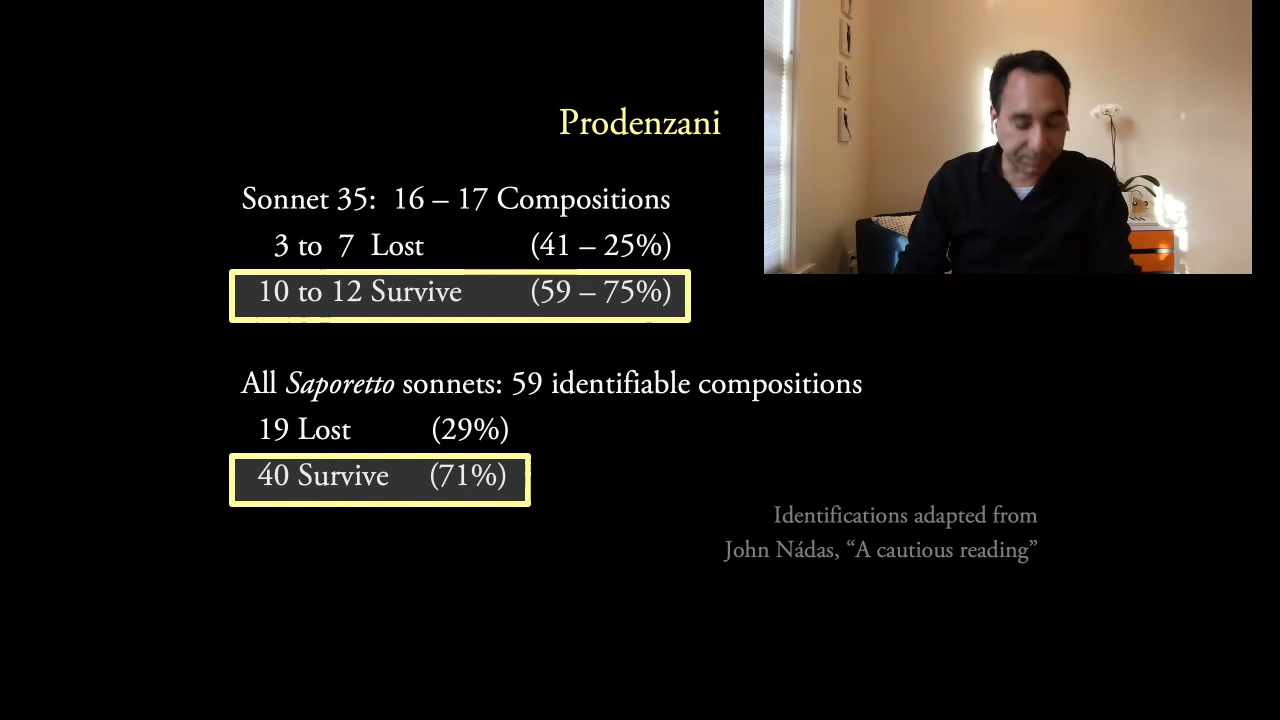 Prodenzani
Sonnet 35: 16 – 17 Compositions
3 to 7 Lost (41 – 25%)
10 to 12 Survive (59 – 75%)
All Saporetto sonnets: 59 identifiable compositions
19 Lost (29%)
40 Survive (71%)
Identifications adapted from
John Nádas, “A cautious reading”